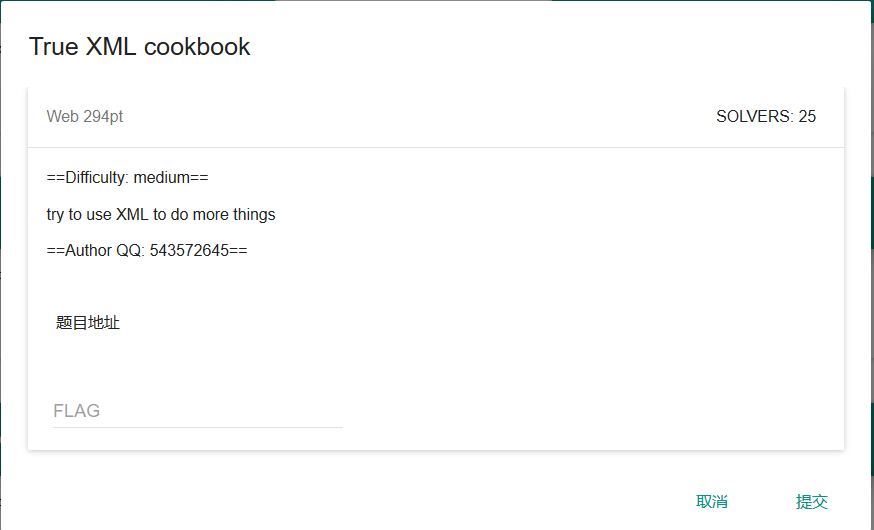 True XML cookbook
Web 294pt
SOLVERS: 25
==Difficulty: medium==
try to use XML to do more things
==Author QQ: 543572645==
题目地址
FLAG
取消
提交